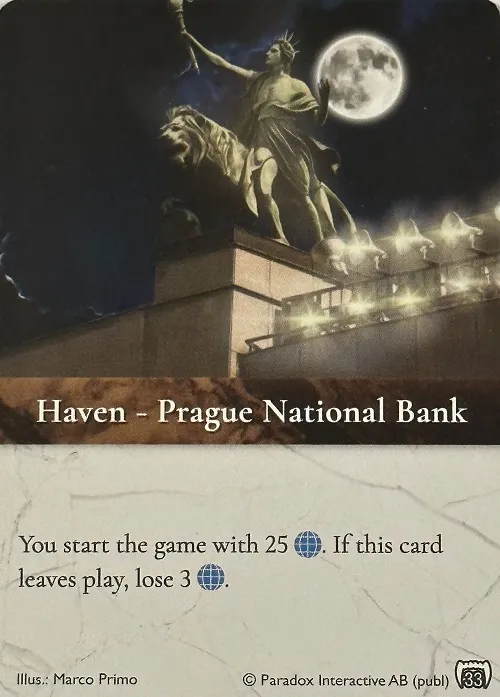 Haven - Prague National Bank
You start the game with 25 . If this card
leaves play, lose 3 .
Illus.: Marco Primo © Paradox Interactive AB (publ) 33